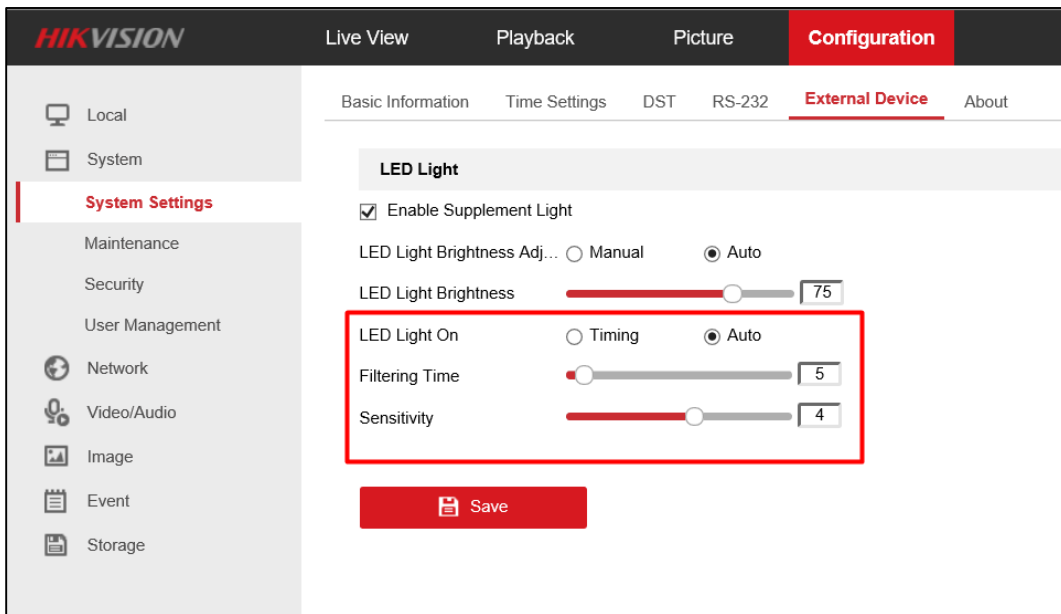 HIKVISION Live View Playback Picture Configuration
Basic Information Time Settings DST RS-232 External Device About
Local
System
System Settings
Maintenance
Security
User Management
Network
Video/Audio
Image
Event
Storage
LED Light
Enable Supplement Light
LED Light Brightness Adj... Manual Auto
LED Light Brightness 75
LED Light On Timing Auto
Filtering Time 5
Sensitivity 4
Save